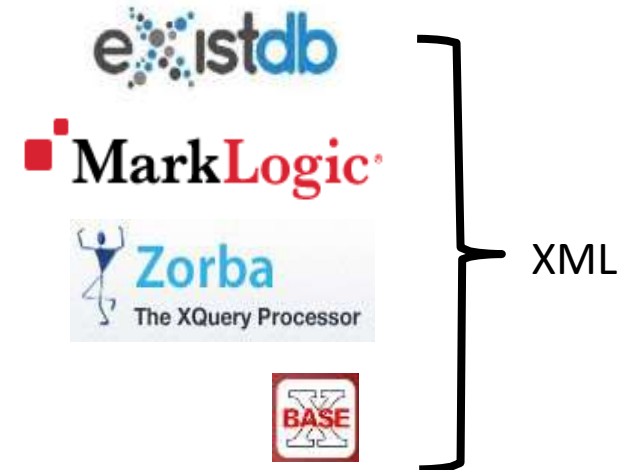 eXistdb
MarkLogic®
Zorba
The XQuery Processor
XML
X
BASE